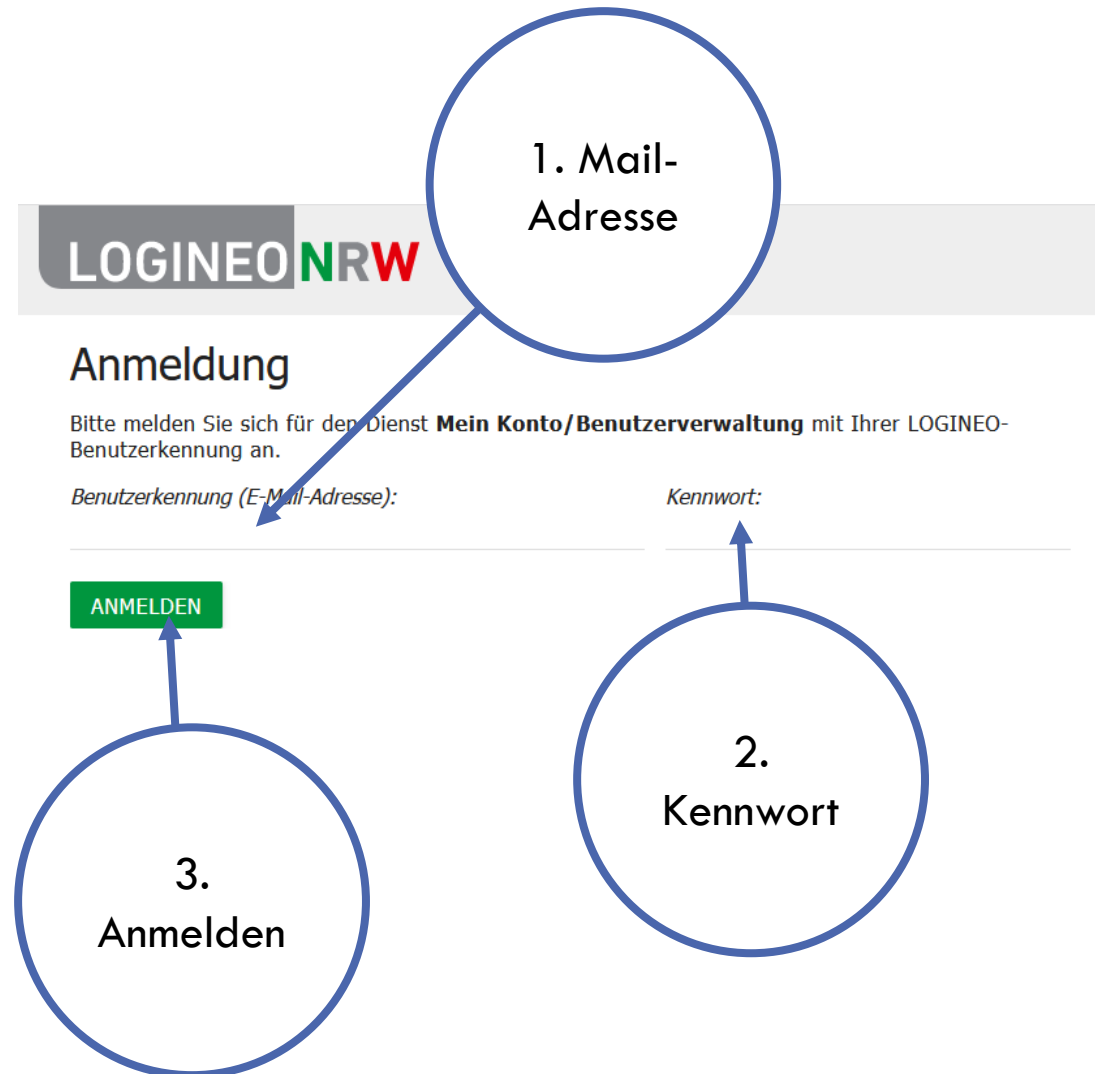 1. Mail-
Adresse
LOGINEO NRW
Anmeldung
Bitte melden Sie sich für den Dienst Mein Konto/Benutzerverwaltung mit Ihrer LOGINEO-
Benutzerkennung an.
Benutzerkennung (E-Mail-Adresse):
Kennwort:
ANMELDEN
2.
Kennwort
3.
Anmelden